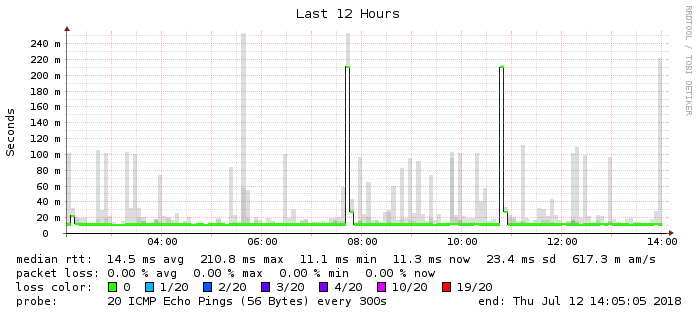 Last 12 Hours
RRDTOOL / TOBI OETIKER
Seconds
240 m
220 m
200 m
180 m
160 m
140 m
120 m
100 m
80 m
60 m
40 m
20 m
0
04:00 06:00 08:00 10:00 12:00 14:00
median rtt: 14.5 ms avg 210.8 ms max 11.1 ms min 11.3 ms now 23.4 ms sd 617.3 m am/s
packet loss: 0.00 % avg 0.00 % max 0.00 % min 0.00 % now
loss color: 0 1/20 2/20 3/20 4/20 10/20 19/20
probe: 20 ICMP Echo Pings (56 Bytes) every 300s end: Thu Jul 12 14:05:05 2018